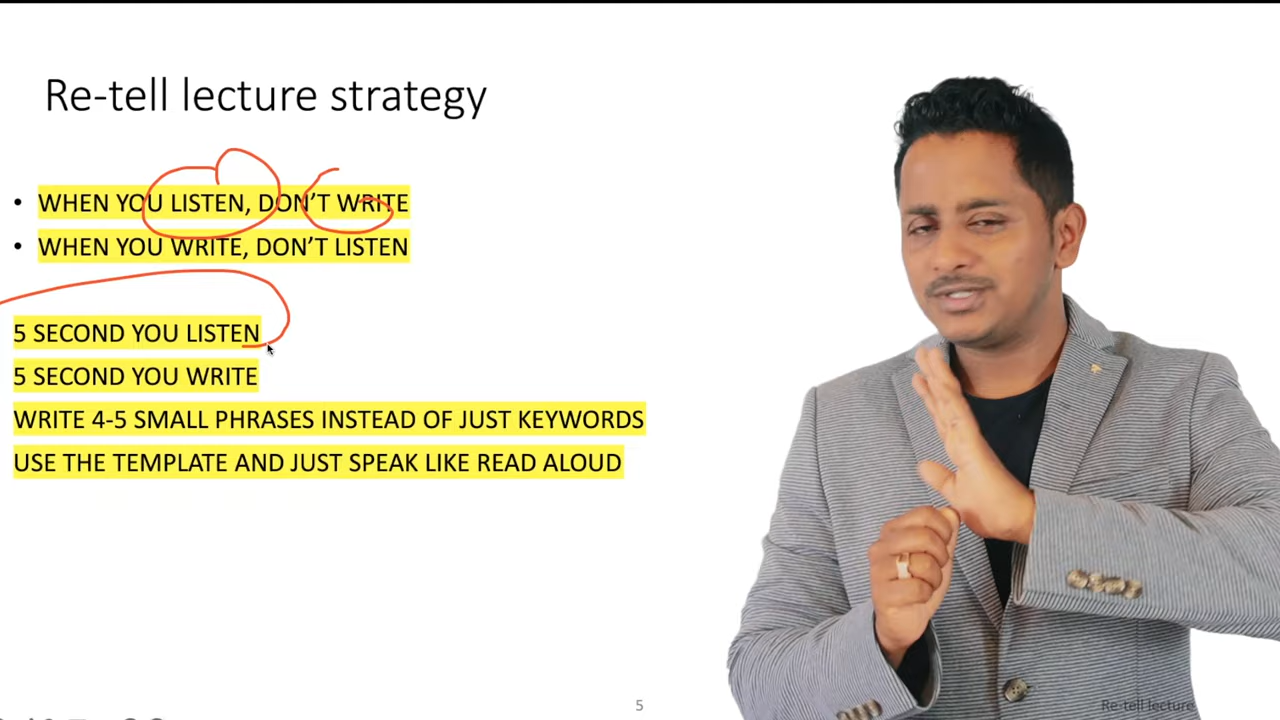 Re-tell lecture strategy
• WHEN YOU LISTEN, DON'T WRITE
• WHEN YOU WRITE, DON'T LISTEN
5 SECOND YOU LISTEN
5 SECOND YOU WRITE
WRITE 4-5 SMALL PHRASES INSTEAD OF JUST KEYWORDS
USE THE TEMPLATE AND JUST SPEAK LIKE READ ALOUD
5
Re-tell lecture